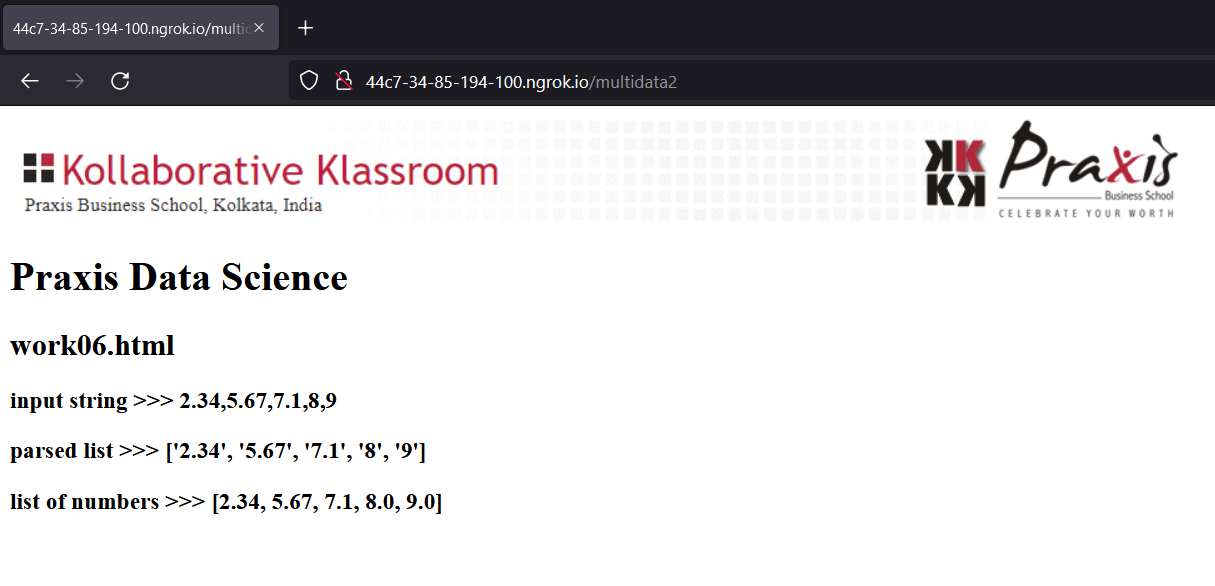 44c7-34-85-194-100.ngrok.io/multic
44c7-34-85-194-100.ngrok.io/multidata2
Kollaborative Klassroom
Praxis Business School, Kolkata, India
KK
KK
Praxis
Business School
CELEBRATE YOUR WORTH
Praxis Data Science
work06.html
input string >>> 2.34,5.67,7.1,8,9
parsed list >>> ['2.34', '5.67', '7.1', '8', '9']
list of numbers >>> [2.34, 5.67, 7.1, 8.0, 9.0]